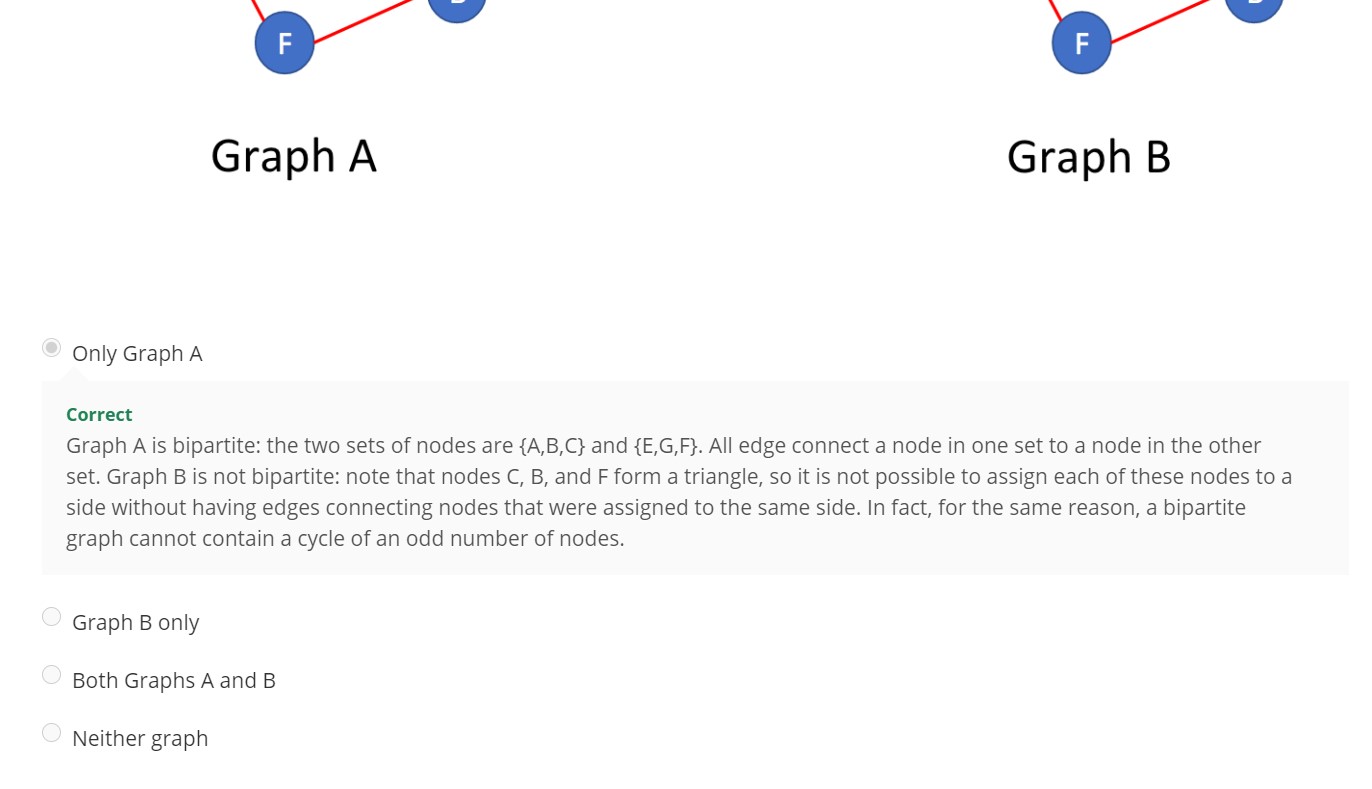 F
F
Graph A
Graph B
Only Graph A
Correct
Graph A is bipartite: the two sets of nodes are {A,B,C} and {E,G,F}. All edge connect a node in one set to a node in the other
set. Graph B is not bipartite: note that nodes C, B, and F form a triangle, so it is not possible to assign each of these nodes to a
side without having edges connecting nodes that were assigned to the same side. In fact, for the same reason, a bipartite
graph cannot contain a cycle of an odd number of nodes.
Graph B only
Both Graphs A and B
Neither graph